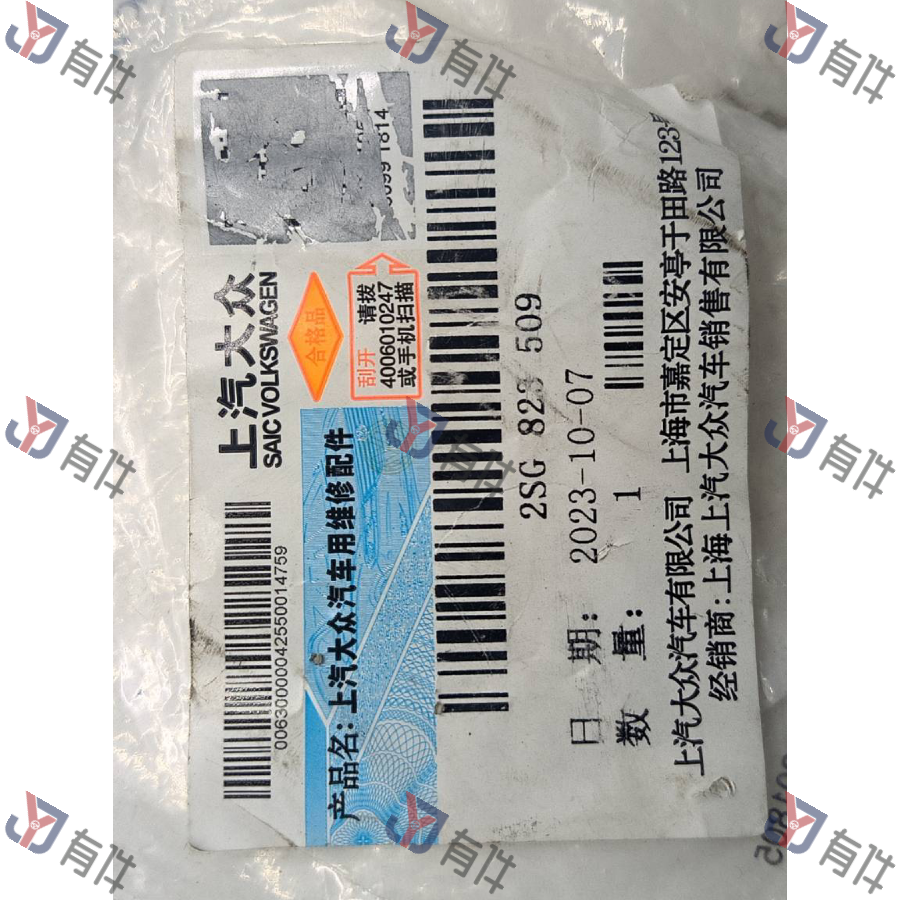 上汽大众
SAIC VOLKSWAGEN
合格品
刮开
请拨
4006010247
或手机扫描
00630000042550014759
产品名：上汽大众汽车用维修配件
2SG 823 509
日 期: 2023-10-07
数 量: 1
上汽大众汽车有限公司 上海市嘉定区安亭于田路123号
经销商:上海上汽大众汽车销售有限公司
有件